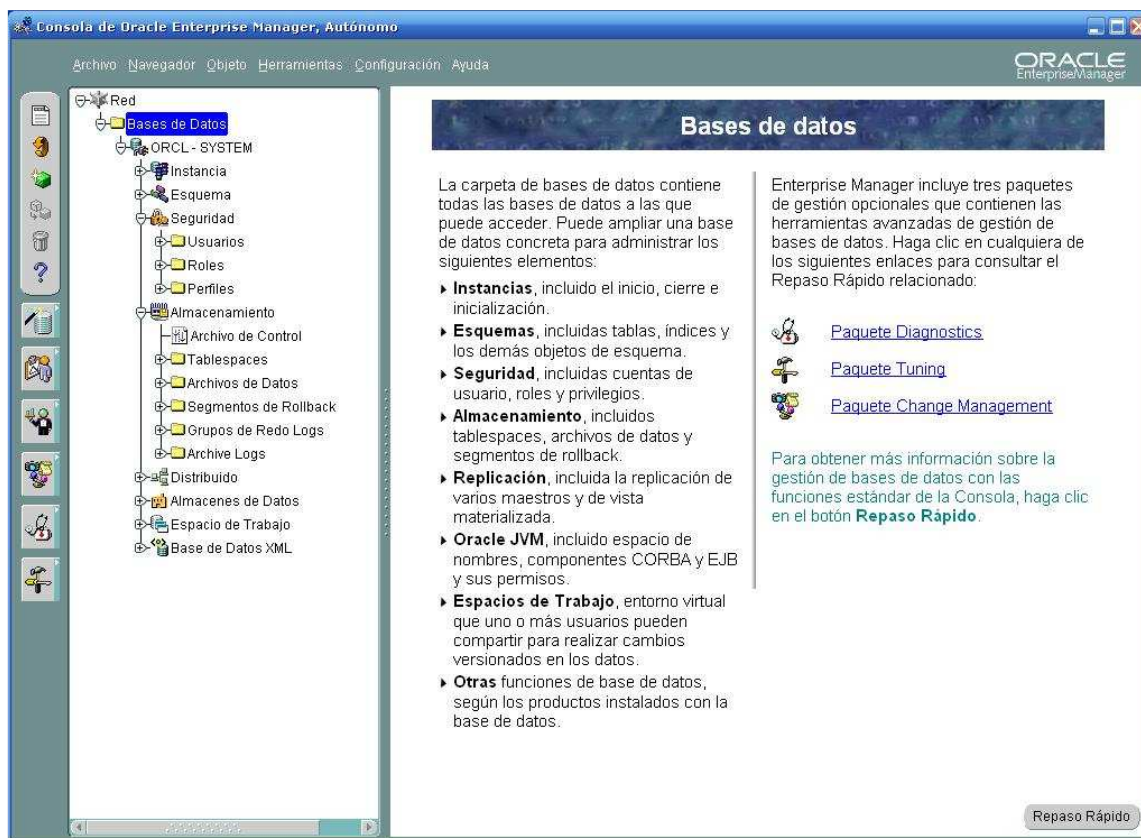 Consola de Oracle Enterprise Manager, Autónomo
Archivo Navegador Objeto Herramientas Configuración Ayuda
ORACLE
EnterpriseManager
Red
Bases de Datos
ORCL - SYSTEM
Instancia
Esquema
Seguridad
Usuarios
Roles
Perfiles
Almacenamiento
Archivo de Control
Tablespaces
Archivos de Datos
Segmentos de Rollback
Grupos de Redo Logs
Archive Logs
Distribuido
Almacenes de Datos
Espacio de Trabajo
Base de Datos XML
Bases de datos
La carpeta de bases de datos contiene
todas las bases de datos a las que
puede acceder. Puede ampliar una base
de datos concreta para administrar los
siguientes elementos:
Instancias, incluido el inicio, cierre e
inicialización.
Esquemas, incluidas tablas, índices y
los demás objetos de esquema.
Seguridad, incluidas cuentas de
usuario, roles y privilegios.
Almacenamiento, incluidos
tablespaces, archivos de datos y
segmentos de rollback.
Replicación, incluida la replicación de
varios maestros y de vista
materializada.
Oracle JVM, incluido espacio de
nombres, componentes CORBA y EJB
y sus permisos.
Espacios de Trabajo, entorno virtual
que uno o más usuarios pueden
compartir para realizar cambios
versionados en los datos.
Otras funciones de base de datos,
según los productos instalados con la
base de datos.
Enterprise Manager incluye tres paquetes
de gestión opcionales que contienen las
herramientas avanzadas de gestión de
bases de datos. Haga clic en cualquiera de
los siguientes enlaces para consultar el
Repaso Rápido relacionado:
Paquete Diagnostics
Paquete Tuning
Paquete Change Management
Para obtener más información sobre la
gestión de bases de datos con las
funciones estándar de la Consola, haga clic
en el botón Repaso Rápido.
Repaso Rápido